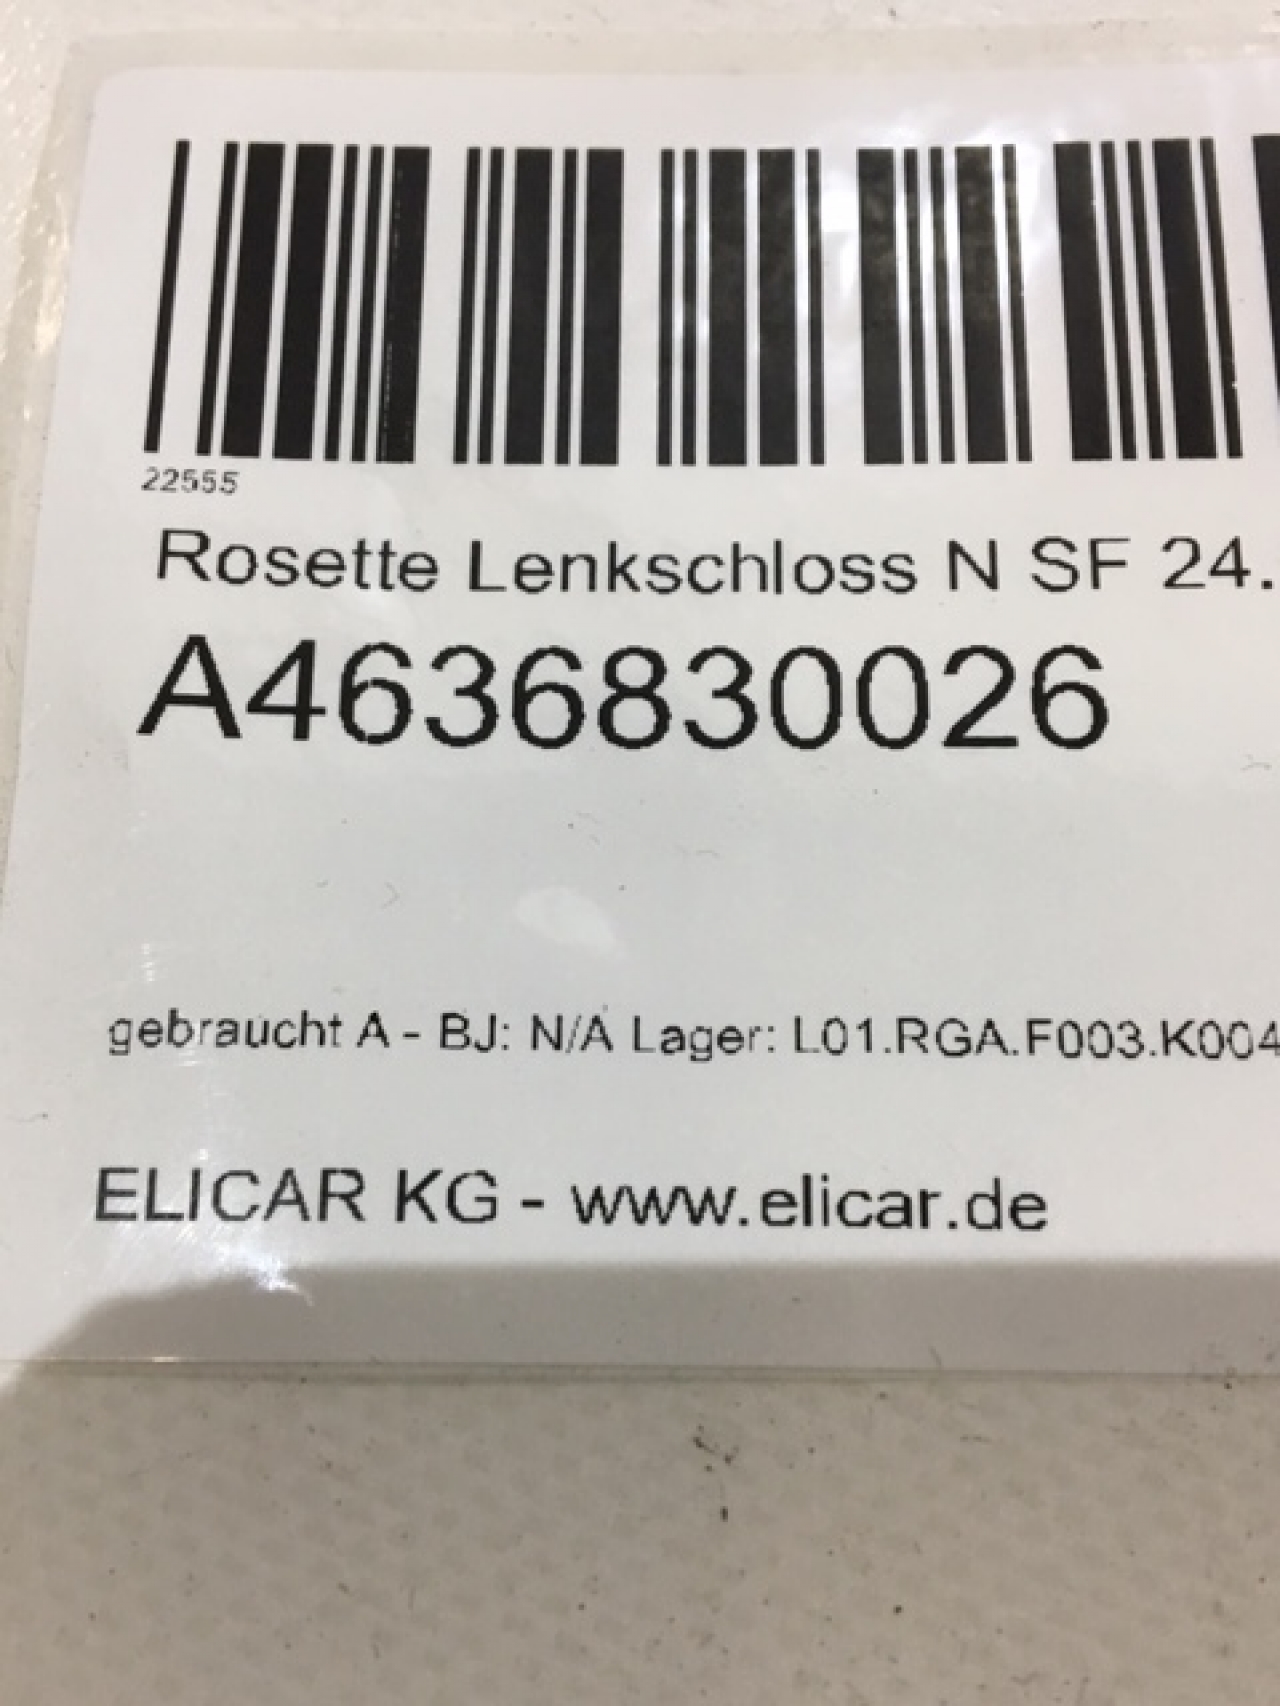 22555
Rosette Lenkschloss N SF 24.
A4636830026
gebraucht A - BJ: N/A Lager: L01.RGA.F003.K004
ELICAR KG - www.elicar.de